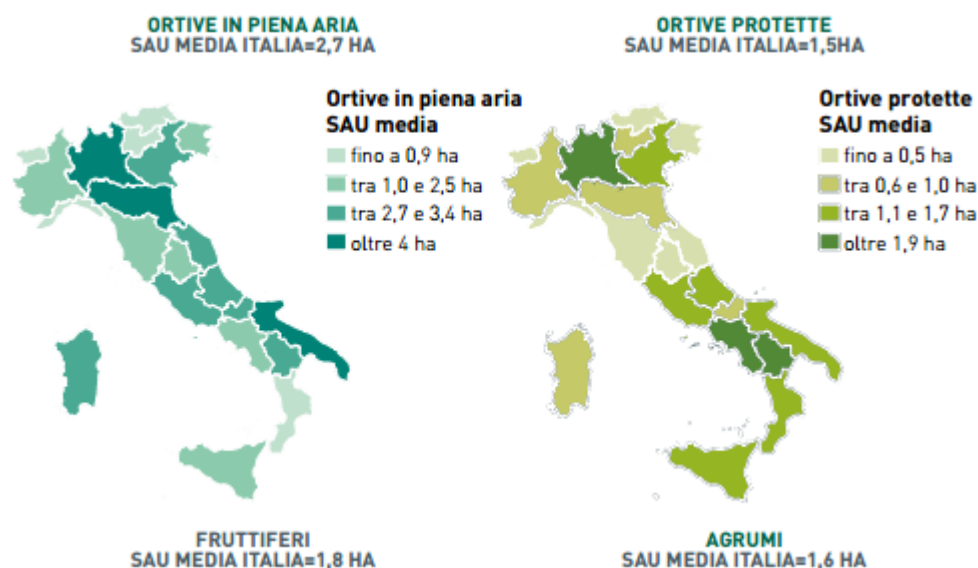 ORTIVE IN PIENA ARIA
SAU MEDIA ITALIA=2,7 HA
Ortive in piena aria
SAU media
fino a 0,9 ha
tra 1,0 e 2,5 ha
tra 2,7 e 3,4 ha
oltre 4 ha
ORTIVE PROTETTE
SAU MEDIA ITALIA=1,5HA
Ortive protette
SAU media
fino a 0,5 ha
tra 0,6 e 1,0 ha
tra 1,1 e 1,7 ha
oltre 1,9 ha
FRUTTIFERI
SAU MEDIA ITALIA=1,8 HA
AGRUMI
SAU MEDIA ITALIA=1,6 HA